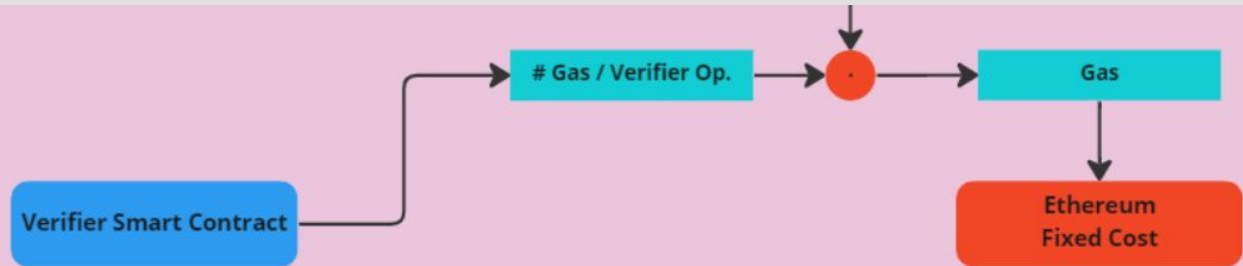 # Gas / Verifier Op.
·
Gas
Verifier Smart Contract
Ethereum
Fixed Cost